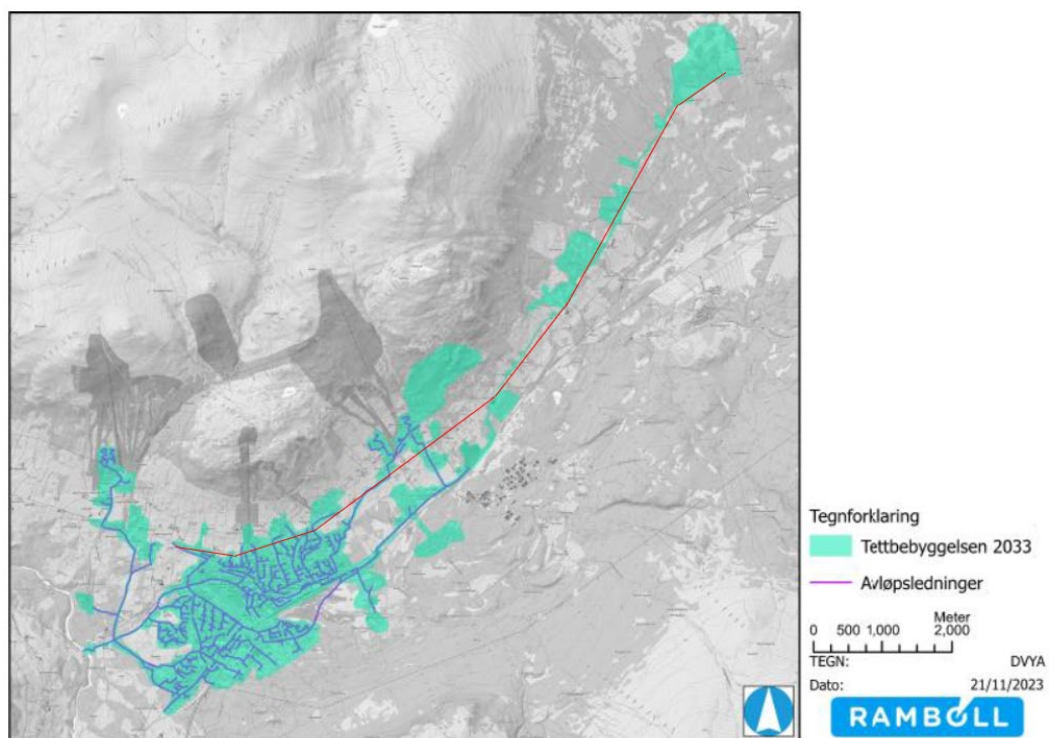 Tegnforklaring
Tettbebyggelsen 2033
Avløpsledninger
Meter
0 500 1,000 2,000
TEGN: DVYA
Dato: 21/11/2023
RAMBOLL